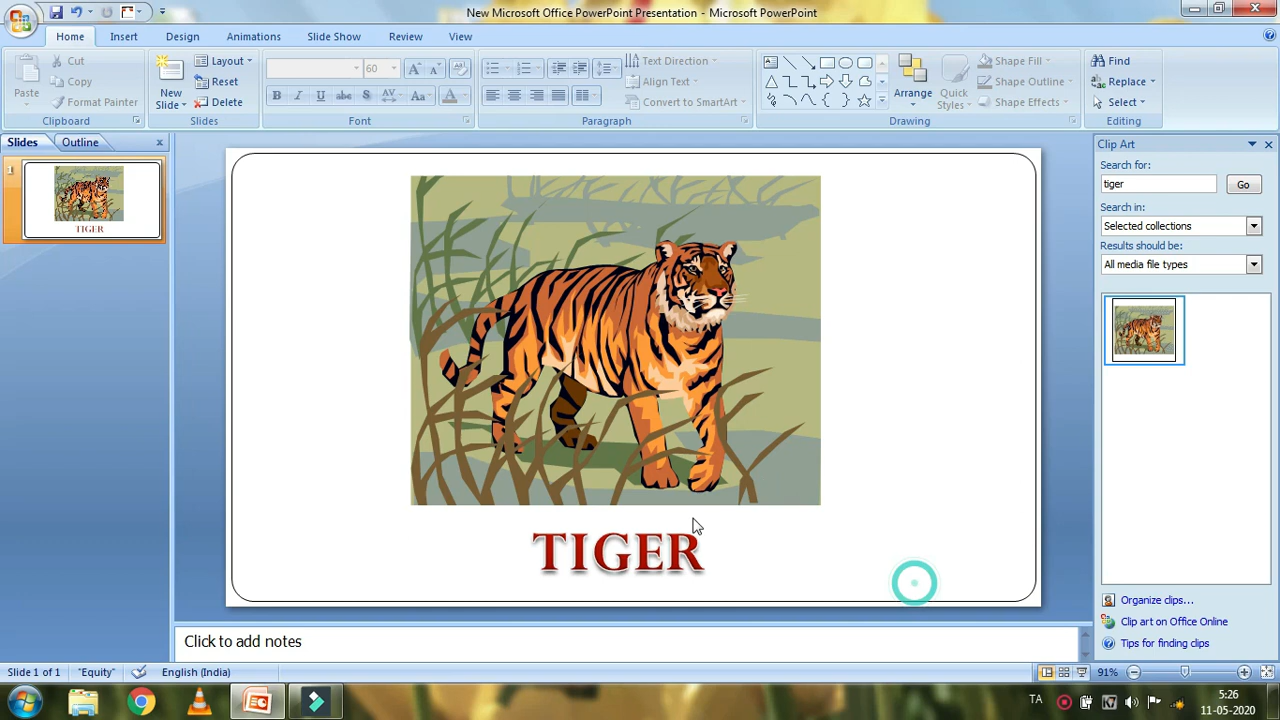 New Microsoft Office PowerPoint Presentation - Microsoft PowerPoint
Home Insert Design Animations Slide Show Review View
Paste
Cut
Copy
Format Painter
Clipboard
New Slide
Layout
Reset
Delete
Slides
60
Font
Text Direction
Align Text
Convert to SmartArt
Paragraph
Arrange
Quick Styles
Shape Fill
Shape Outline
Shape Effects
Drawing
Find
Replace
Select
Editing
Slides Outline
1
TIGER
TIGER
Clip Art
Search for:
tiger Go
Search in:
Selected collections
Results should be:
All media file types
Organize clips...
Clip art on Office Online
Tips for finding clips
Click to add notes
Slide 1 of 1 "Equity" English (India) 91%
TA 5:26
11-05-2020